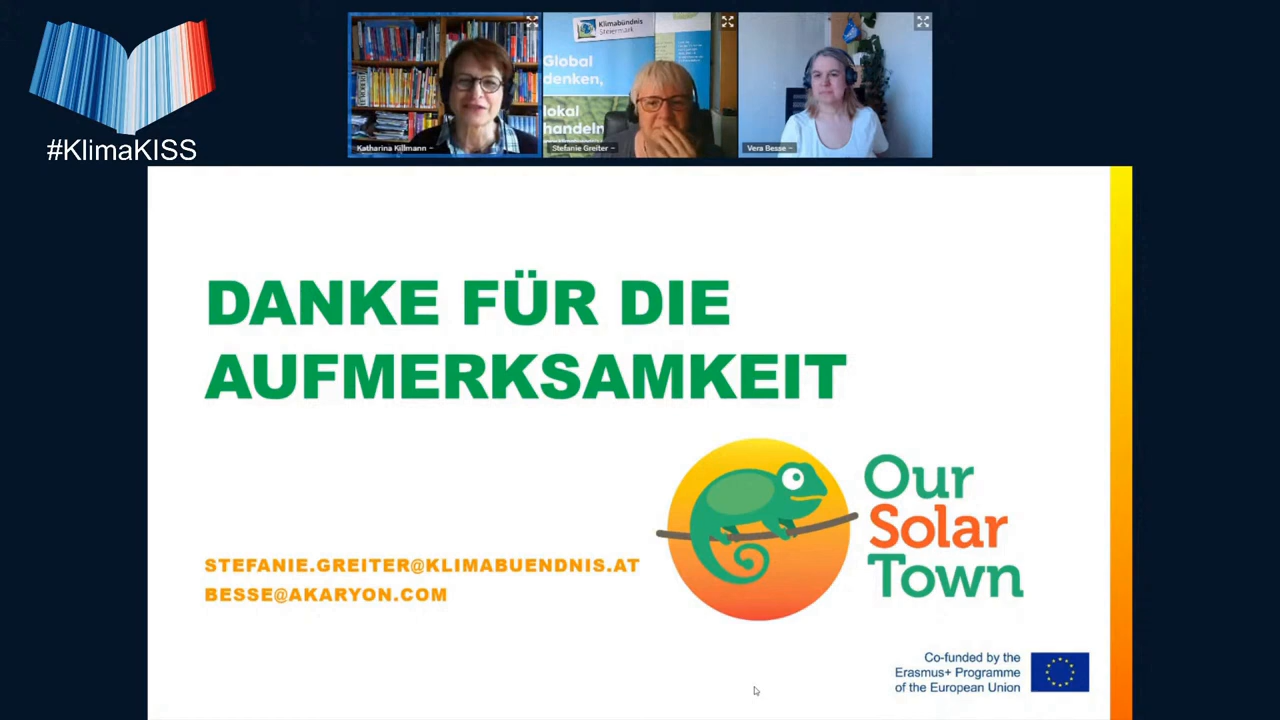 #KlimaKISS
Klimabündnis
Steiermark
Global
denken,
lokal
handeln
Katharina Killmann
Stefanie Greiter
Vera Besse
DANKE FÜR DIE
AUFMERKSAMKEIT
STEFANIE.GREITER@KLIMABUENDNIS.AT
BESSE@AKARYON.COM
Our
Solar
Town
Co-funded by the
Erasmus+ Programme
of the European Union